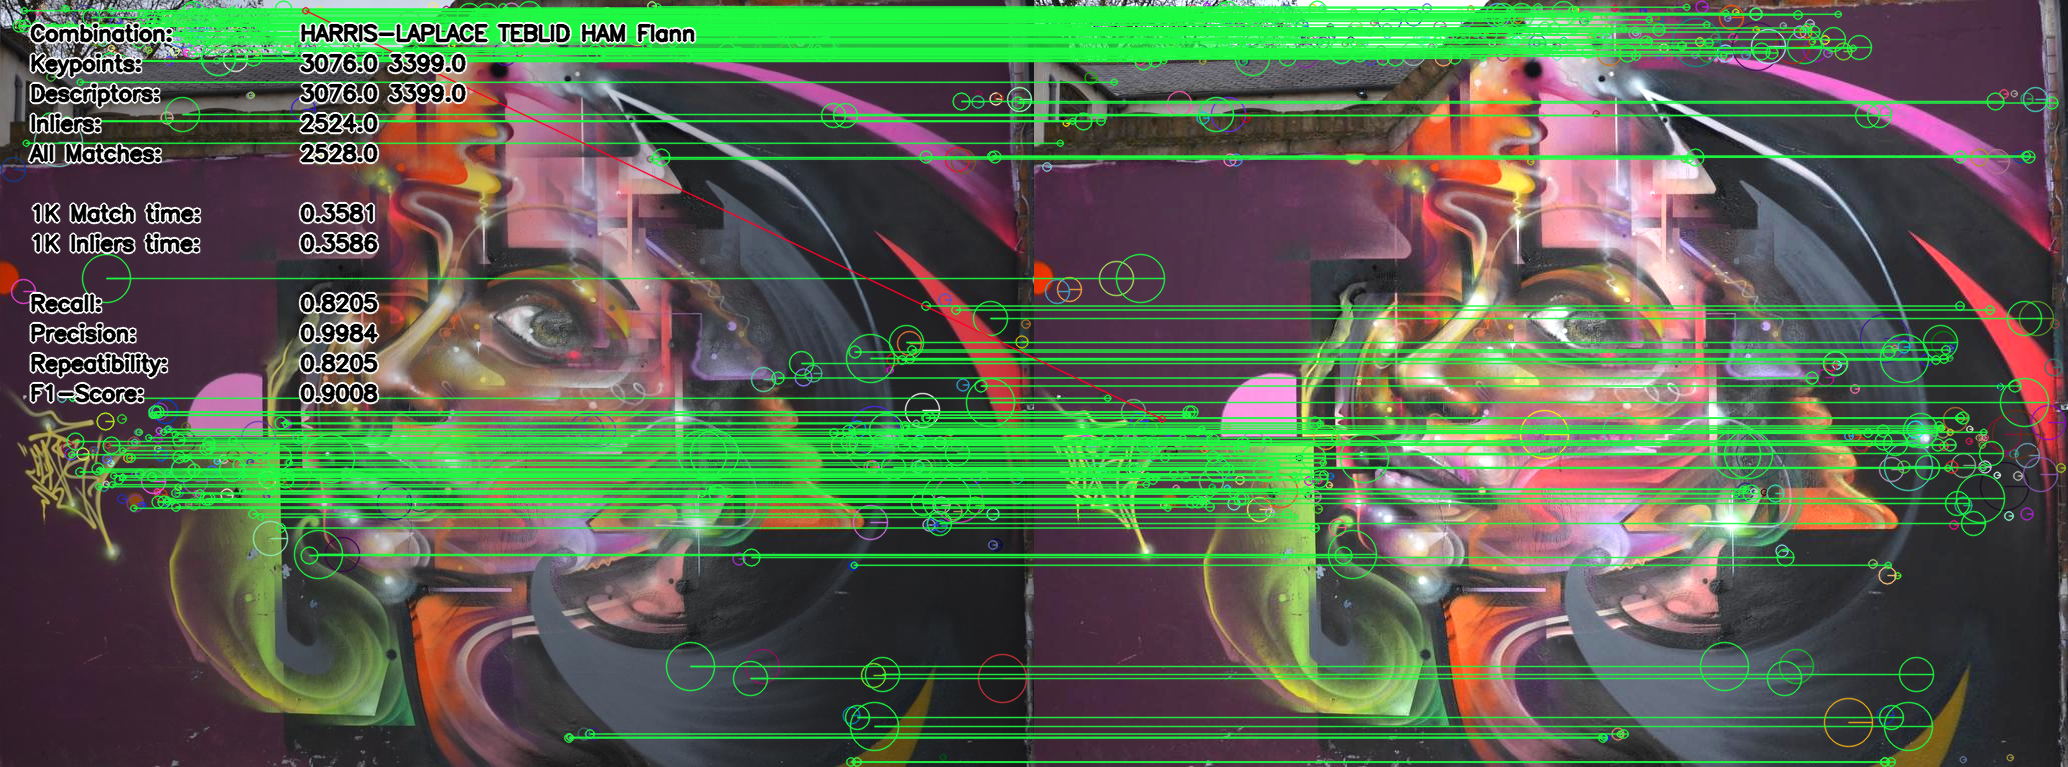 Combination: HARRIS-LAPLACE TEBLID HAM Flann
Keypoints: 3076.0 3399.0
Descriptors: 3076.0 3399.0
Inliers: 2524.0
All Matches: 2528.0
1K Match time: 0.3581
1K Inliers time: 0.3586
Recall: 0.8205
Precision: 0.9984
Repeatibility: 0.8205
F1-Score: 0.9008